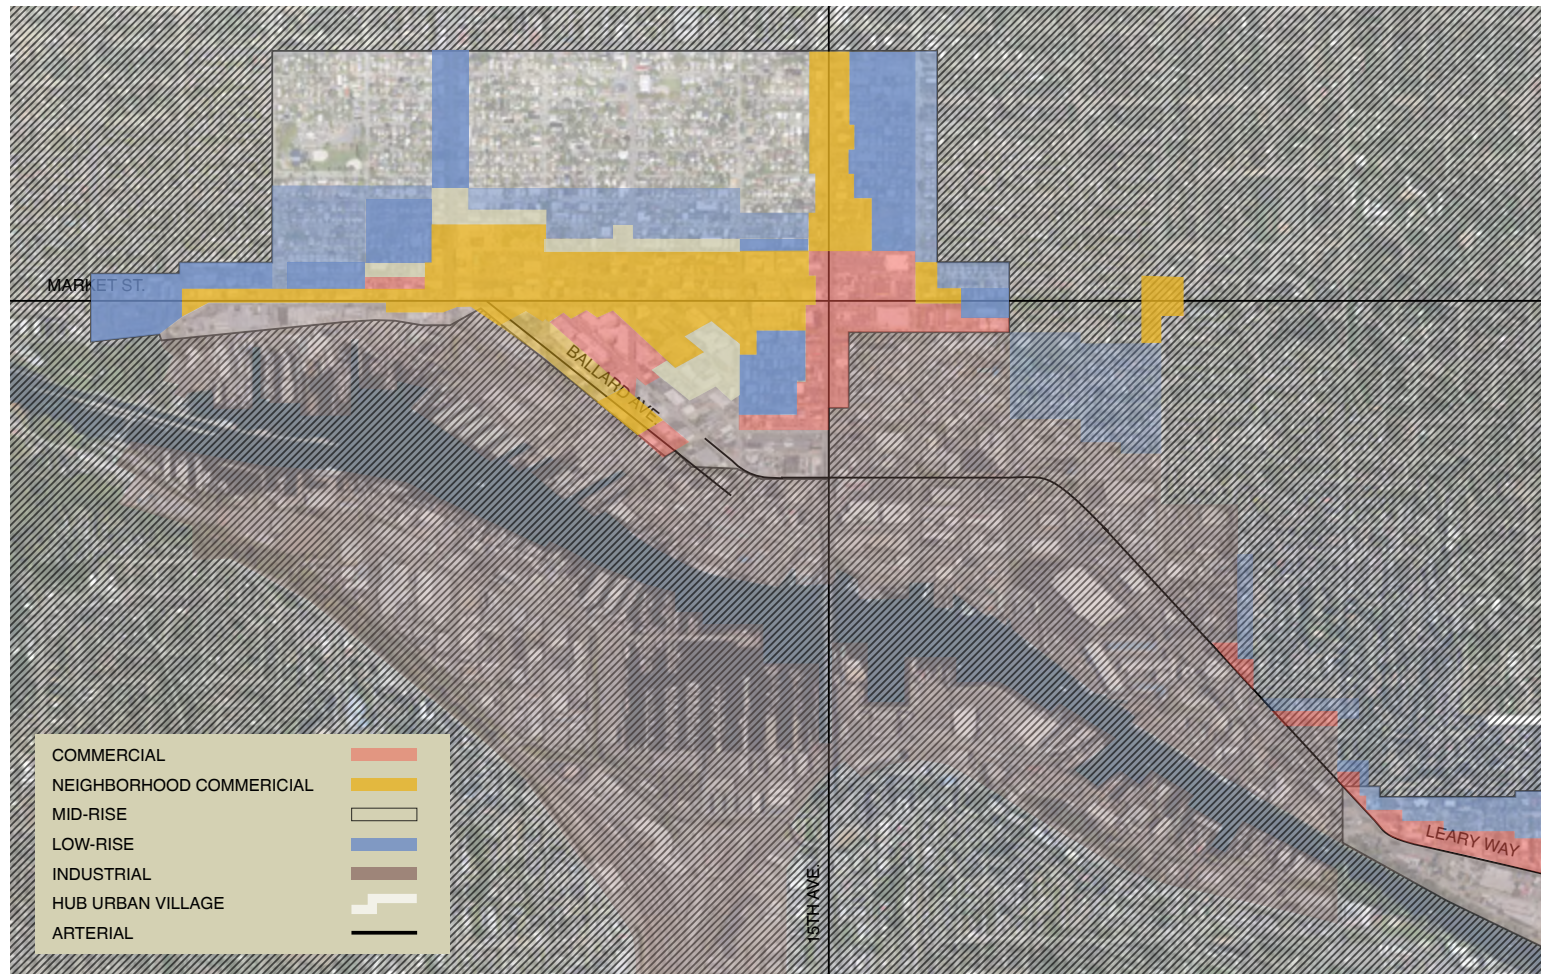 MARKET ST.
BALLARD AVE.
LEARY WAY
15TH AVE.
COMMERCIAL
NEIGHBORHOOD COMMERICIAL
MID-RISE
LOW-RISE
INDUSTRIAL
HUB URBAN VILLAGE
ARTERIAL